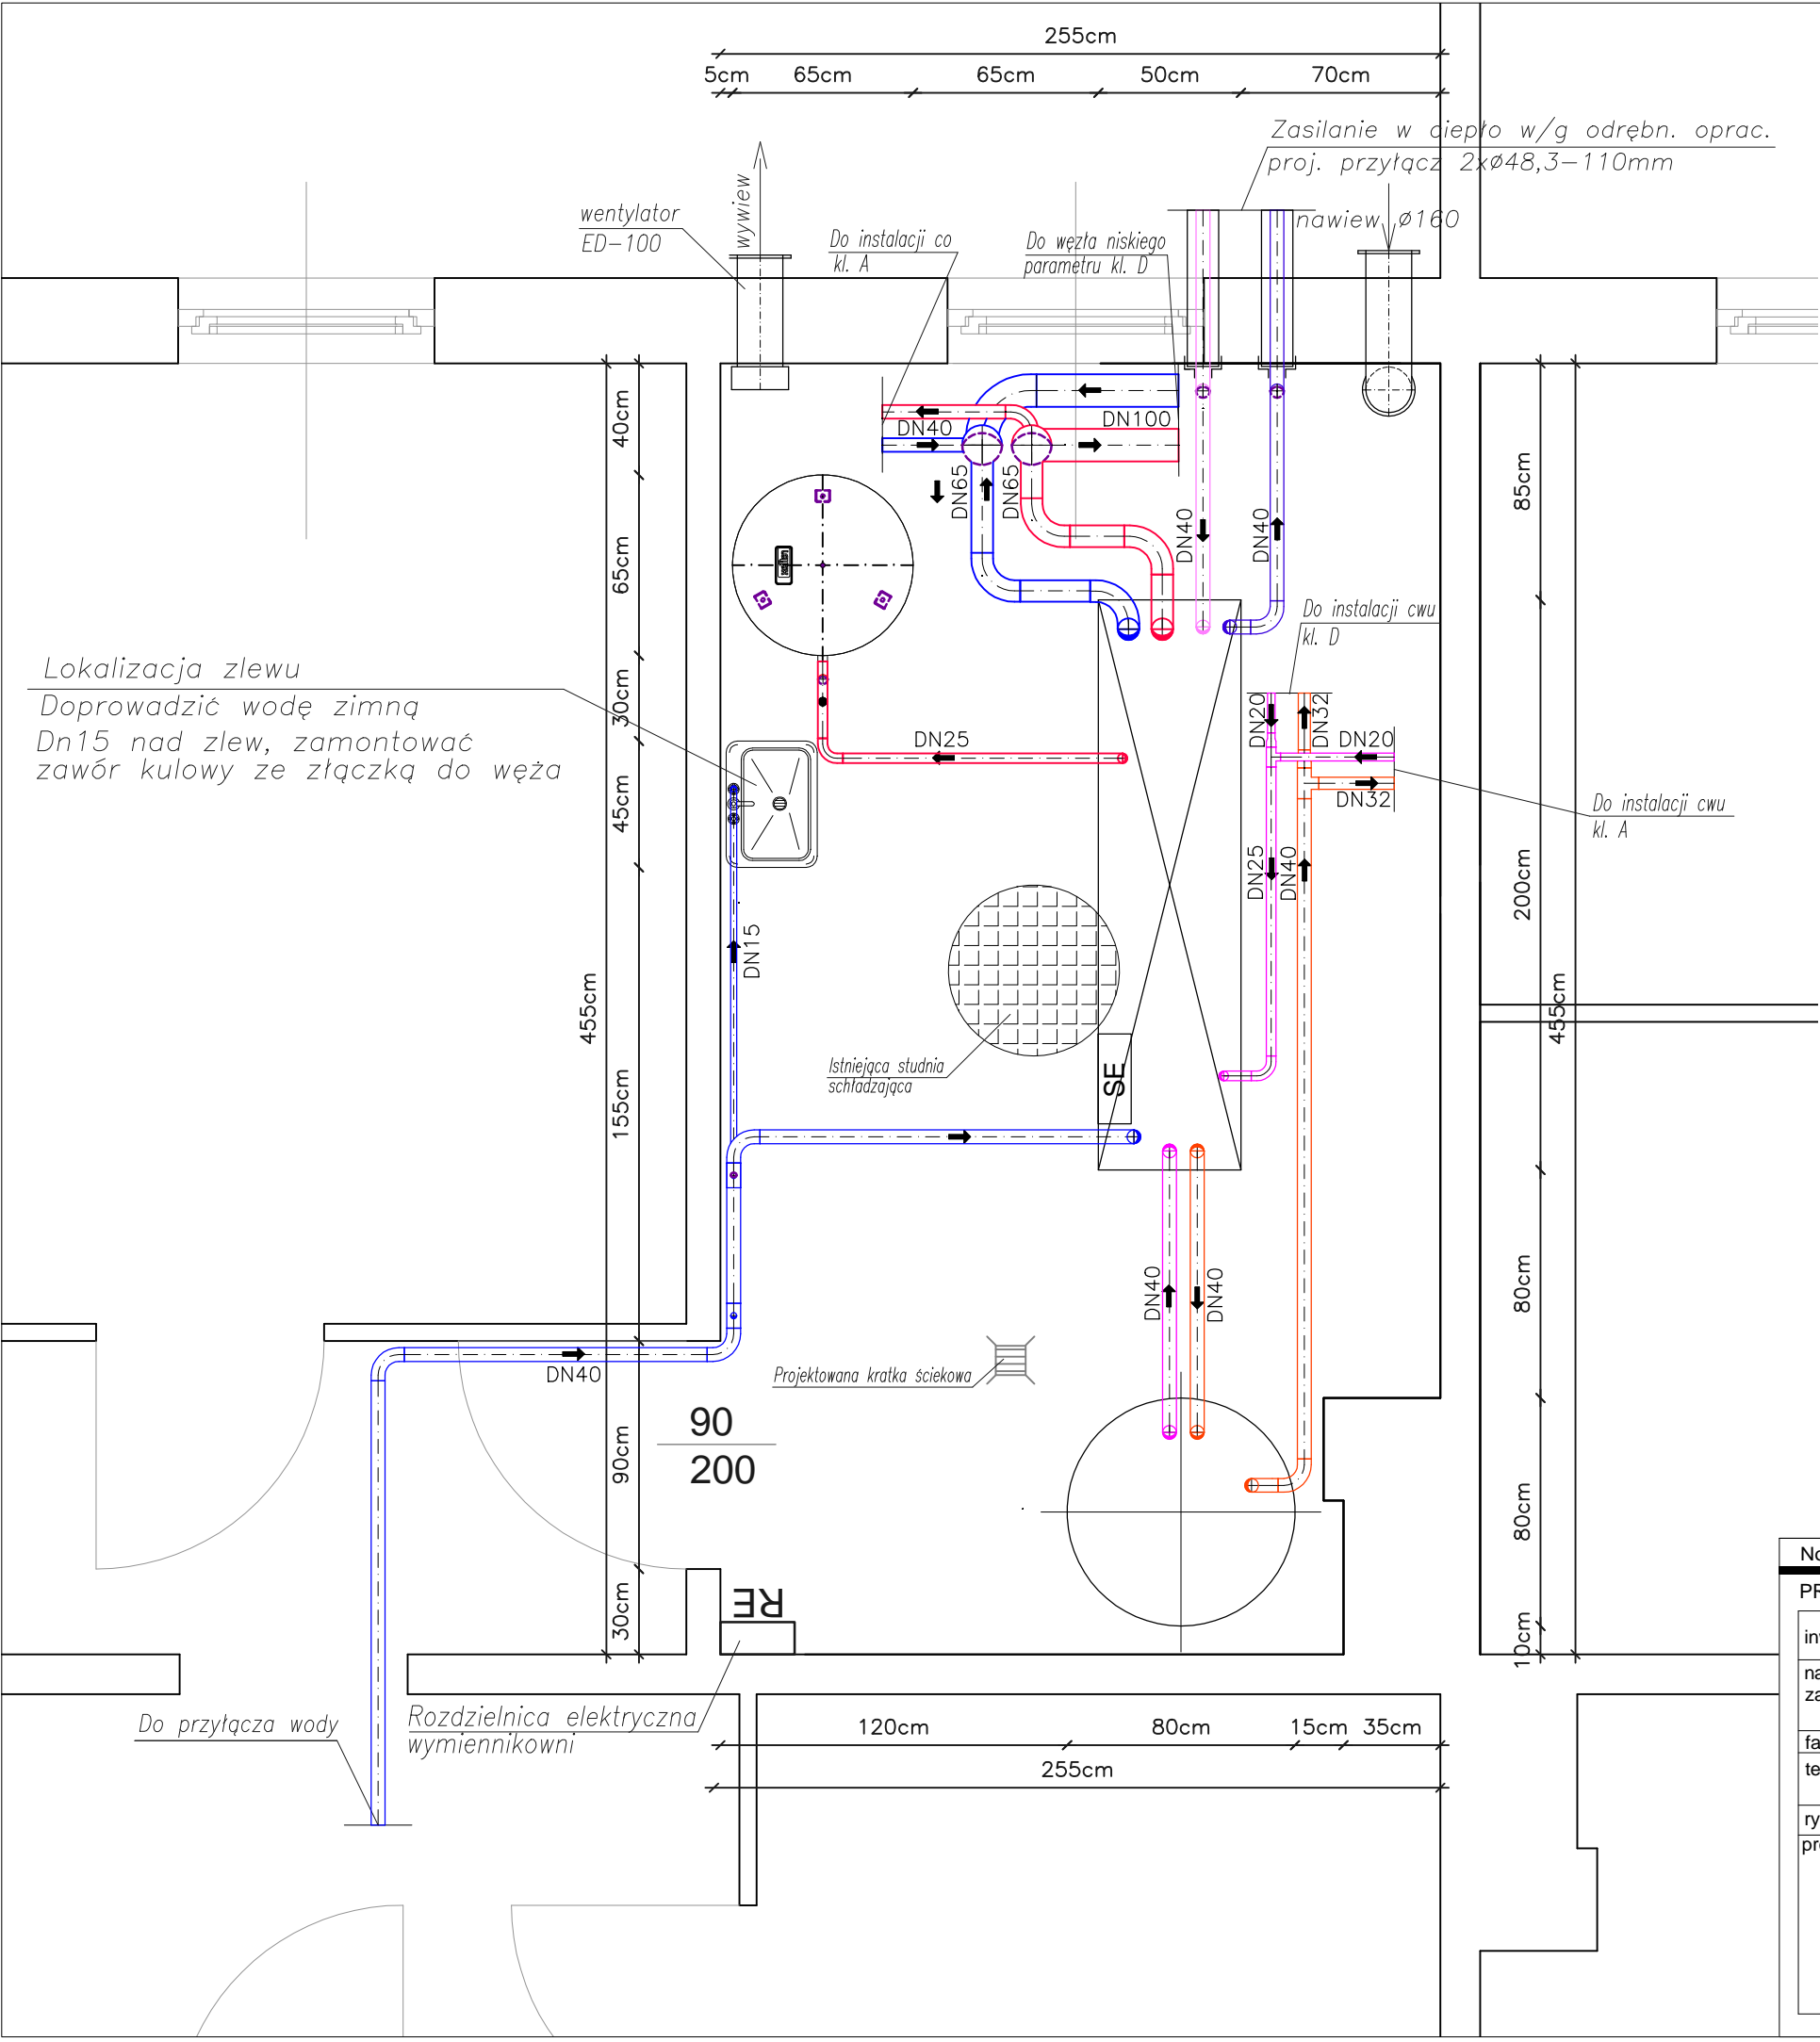 255cm
5cm
65cm
65cm
50cm
70cm
Zasilanie w ciepło w/g odrębn. oprac.
proj. przyłącz 2xø48,3-110mm
nawiew ø160
wywiew
wentylator
ED-100
Do instalacji co
kl. A
Do węzła niskiego
parametru kl. D
DN40
DN100
DN65
DN65
DN40
DN40
40cm
65cm
30cm
45cm
155cm
90cm
30cm
455cm
85cm
200cm
80cm
80cm
10cm
455cm
Do instalacji cwu
kl. D
Lokalizacja zlewu
Doprowadzić wodę zimną
Dn15 nad zlew, zamontować
zawór kulowy ze złączką do węża
DN25
DN20
DN32
DN20
DN32
Do instalacji cwu
kl. A
DN25
DN40
DN15
Istniejąca studnia
schładzająca
SE
DN40
DN40
DN40
Projektowana kratka ściekowa
90
200
RE
Rozdzielnica elektryczna
wymiennikowni
Do przyłącza wody
120cm
80cm
15cm
35cm
255cm